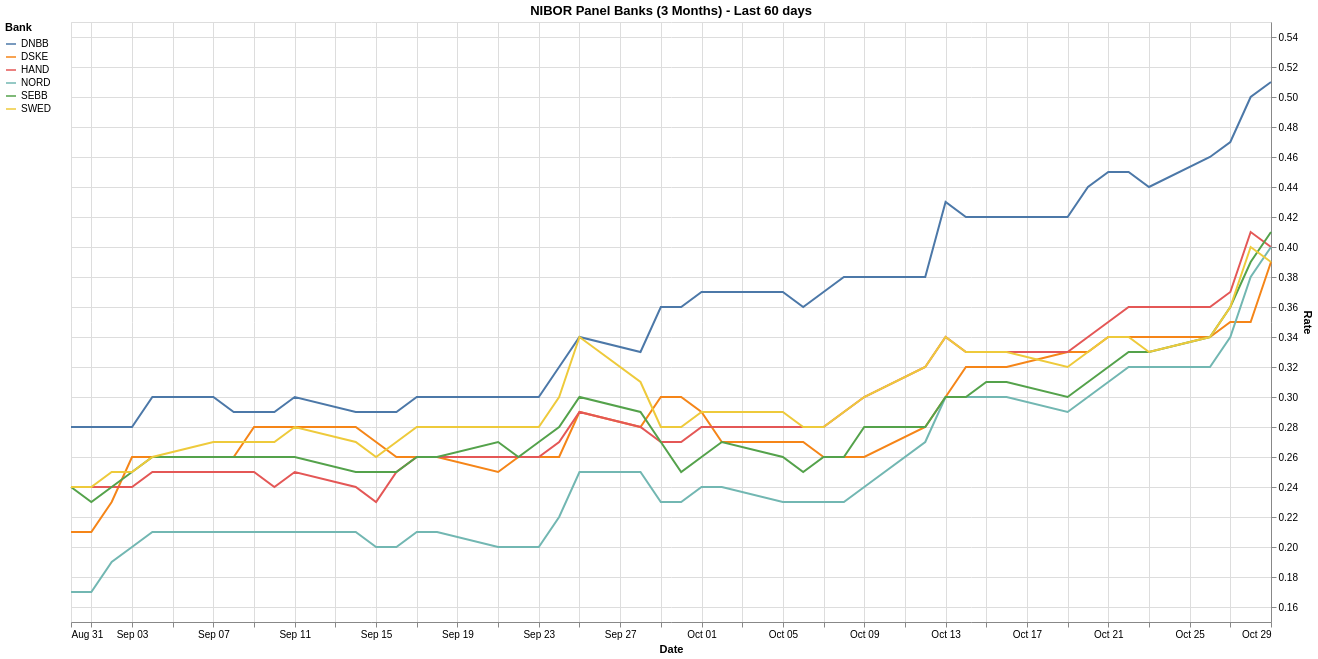 NIBOR Panel Banks (3 Months) - Last 60 days
Bank
DNBB
DSKE
HAND
NORD
SEBB
SWED
0.54
0.52
0.50
0.48
0.46
0.44
0.42
0.40
0.38
0.36
0.34
0.32
0.30
0.28
0.26
0.24
0.22
0.20
0.18
0.16
Rate
Aug 31 Sep 03 Sep 07 Sep 11 Sep 15 Sep 19 Sep 23 Sep 27 Oct 01 Oct 05 Oct 09 Oct 13 Oct 17 Oct 21 Oct 25 Oct 29
Date